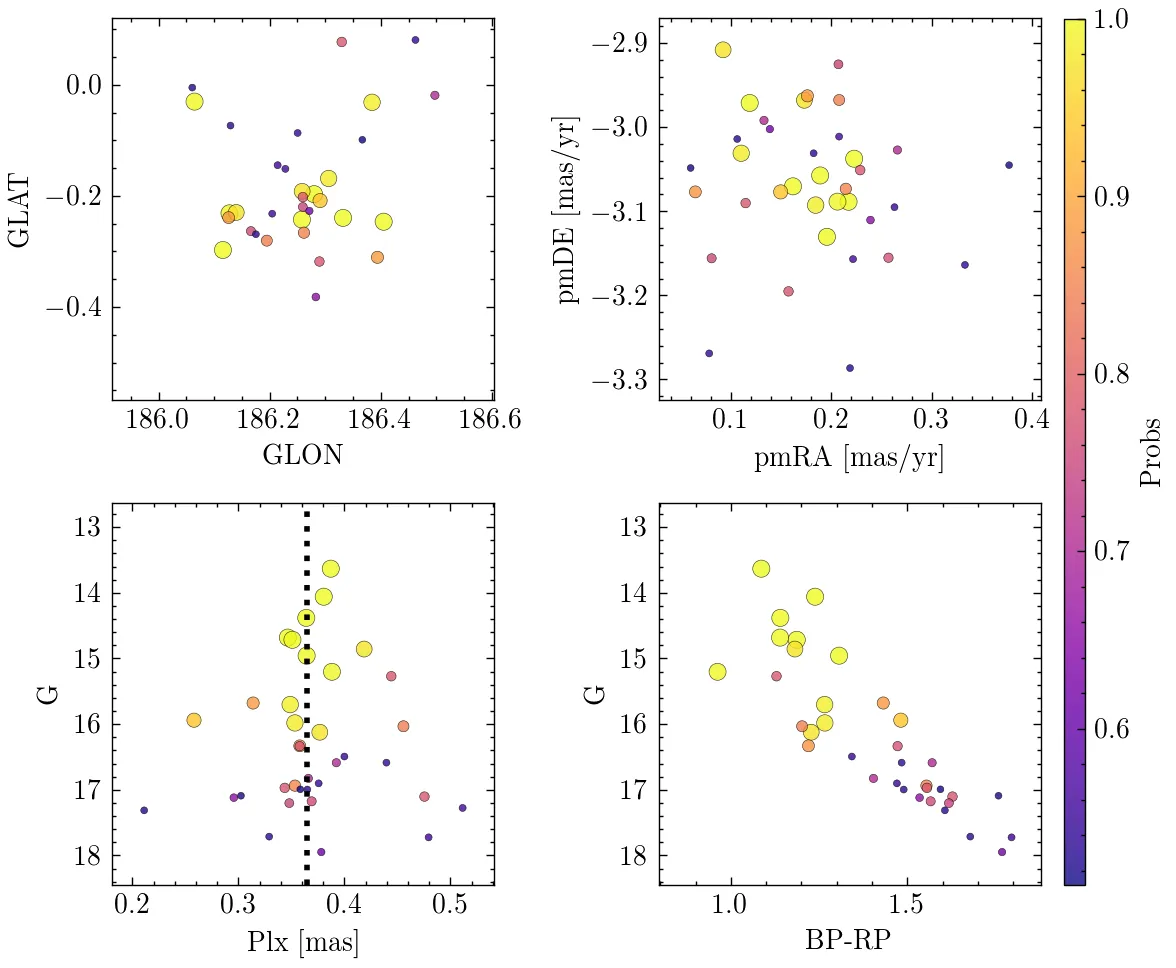 0.0
−0.2
−0.4
GLAT
186.0 186.2 186.4 186.6
GLON
−2.9
−3.0
−3.1
−3.2
−3.3
pmDE [mas/yr]
0.1 0.2 0.3 0.4
pmRA [mas/yr]
1.0
0.9
0.8
0.7
0.6
Probs
13
14
15
16
17
18
G
0.2 0.3 0.4 0.5
Plx [mas]
13
14
15
16
17
18
G
1.0 1.5
BP-RP